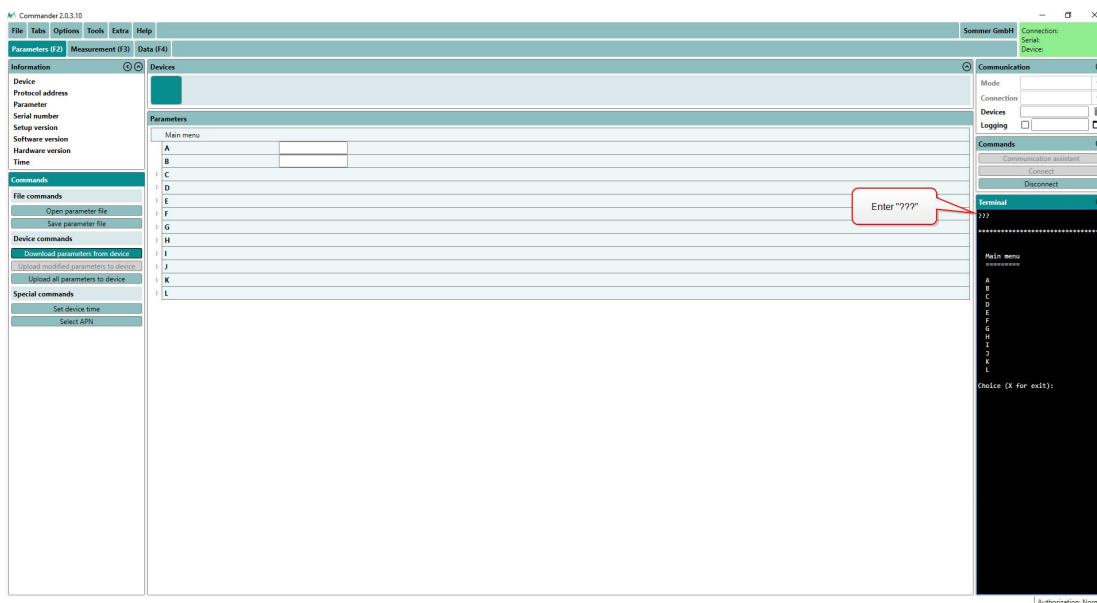 Commander 2.0.3.10
File Tabs Options Tools Extra Help
Sommer GmbH
Connection:
Serial:
Device:
Parameters (F2) Measurement (F3) Data (F4)
Information
Device
Protocol address
Parameter
Serial number
Setup version
Software version
Hardware version
Time
Commands
File commands
Open parameter file
Save parameter file
Device commands
Download parameters from device
Upload modified parameters to device
Upload all parameters to device
Special commands
Set device time
Select APN
Devices
Parameters
Main menu
A
B
C
D
E
F
G
H
I
J
K
L
Enter "???"
Communication
Mode
Connection
Devices
Logging
Commands
Communication assistant
Connect
Disconnect
Terminal
???
********************************
Main menu
=========
A
B
C
D
E
F
G
H
I
J
K
L
Choice (X for exit):
Authorization: